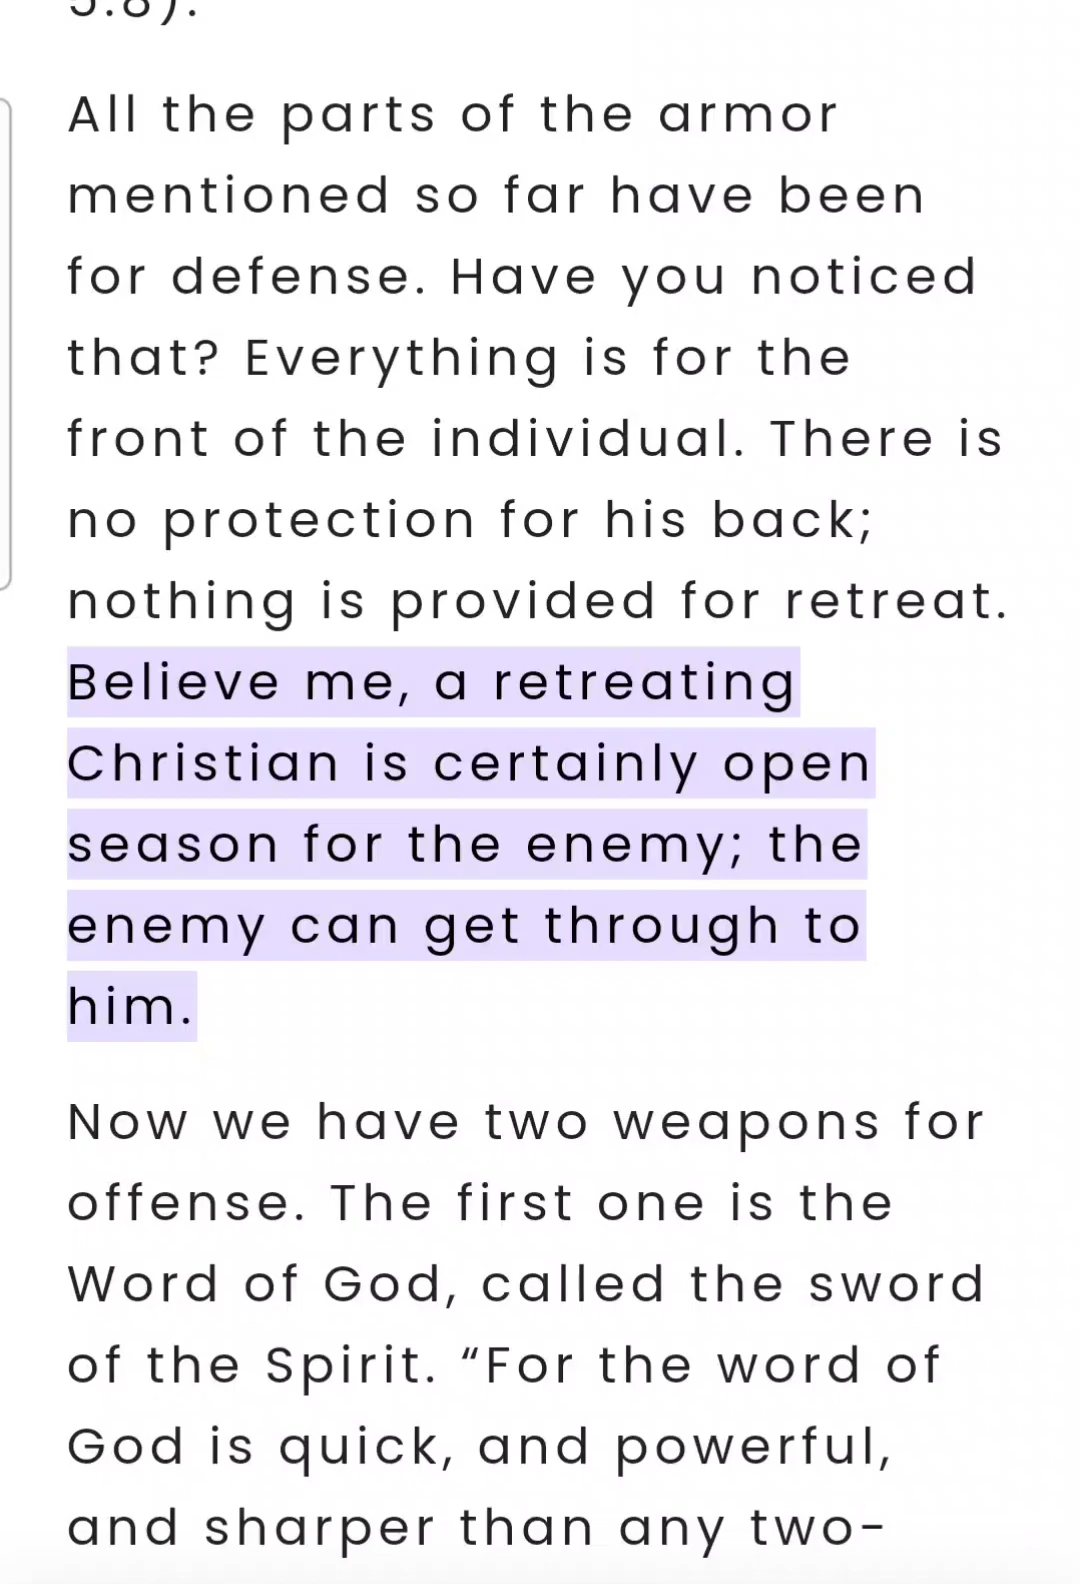 5:8).
All the parts of the armor
mentioned so far have been
for defense. Have you noticed
that? Everything is for the
front of the individual. There is
no protection for his back;
nothing is provided for retreat.
Believe me, a retreating
Christian is certainly open
season for the enemy; the
enemy can get through to
him.
Now we have two weapons for
offense. The first one is the
Word of God, called the sword
of the Spirit. “For the word of
God is quick, and powerful,
and sharper than any two-